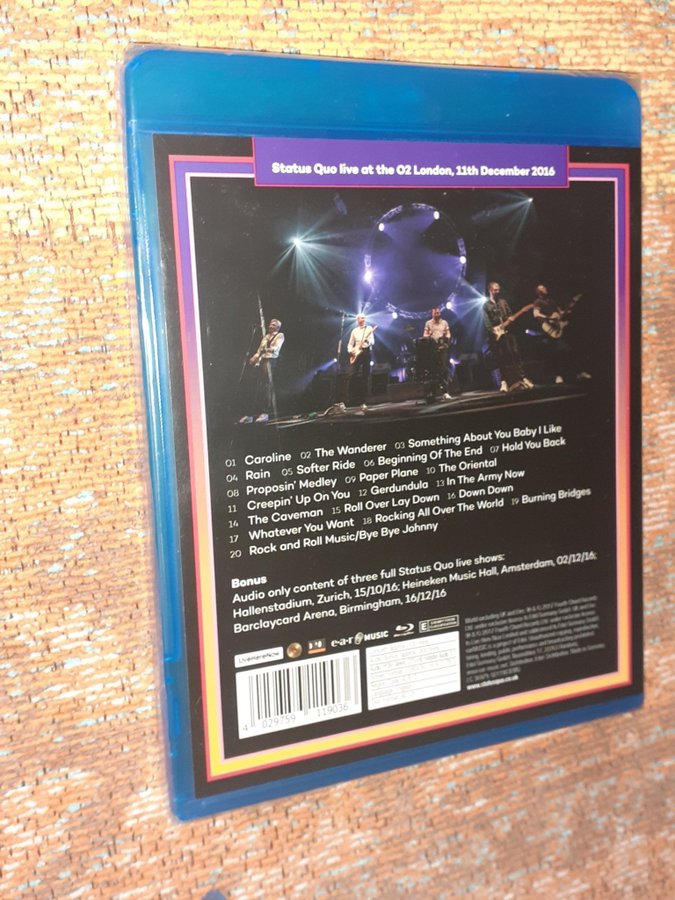 Status Quo live at the O2 London, 11th December 2016
01 Caroline 02 The Wanderer 03 Something About You Baby I Like
04 Rain 05 Softer Ride 06 Beginning Of The End 07 Hold You Back
08 Proposin' Medley 09 Paper Plane 10 The Oriental
11 Creepin' Up On You 12 Gerdundula 13 In The Army Now
14 The Caveman 15 Roll Over Lay Down 16 Down Down
17 Whatever You Want 18 Rocking All Over The World 19 Burning Bridges
20 Rock and Roll Music/Bye Bye Johnny
Bonus
Audio only content of three full Status Quo live shows:
Hallenstadium, Zurich, 15/10/16; Heineken Music Hall, Amsterdam, 02/12/16;
Barclaycard Arena, Birmingham, 16/12/16
LiveHereNow e·a·r MUSIC E
www.statusquo.co.uk
4 029759 119036